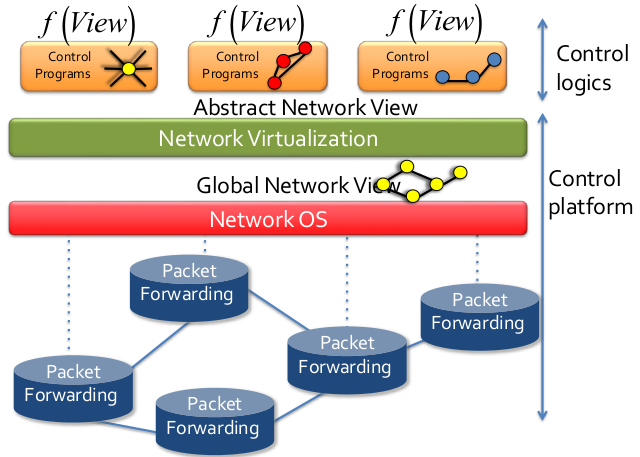 f (View)
f (View)
f (View)
Control
Programs
Control
Programs
Control
Programs
Control
logics
Abstract Network View
Network Virtualization
Global Network View
Control
platform
Network OS
Packet
Forwarding
Packet
Forwarding
Packet
Forwarding
Packet
Forwarding
Packet
Forwarding